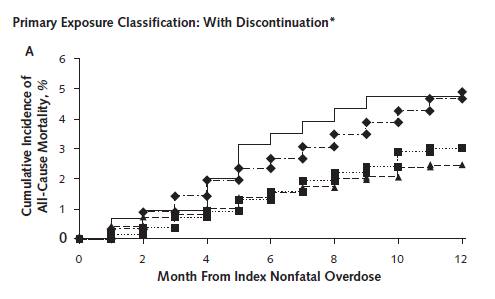 Primary Exposure Classification: With Discontinuation*
A
Cumulative Incidence of
All-Cause Mortality, %
6
5
4
3
2
1
0
0 2 4 6 8 10 12
Month From Index Nonfatal Overdose